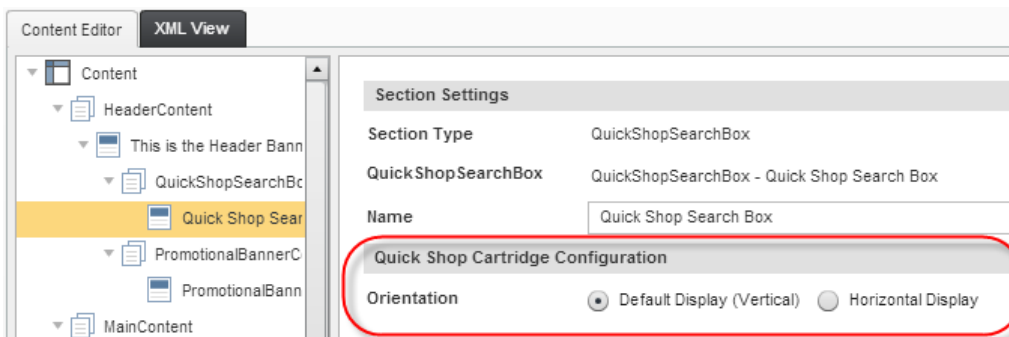 Content Editor XML View
Content
HeaderContent
This is the Header Bann
QuickShopSearchBc
Quick Shop Sear
PromotionalBannerC
PromotionalBann
MainContent
Section Settings
Section Type QuickShopSearchBox
QuickShopSearchBox QuickShopSearchBox - Quick Shop Search Box
Name Quick Shop Search Box
Quick Shop Cartridge Configuration
Orientation Default Display (Vertical) Horizontal Display